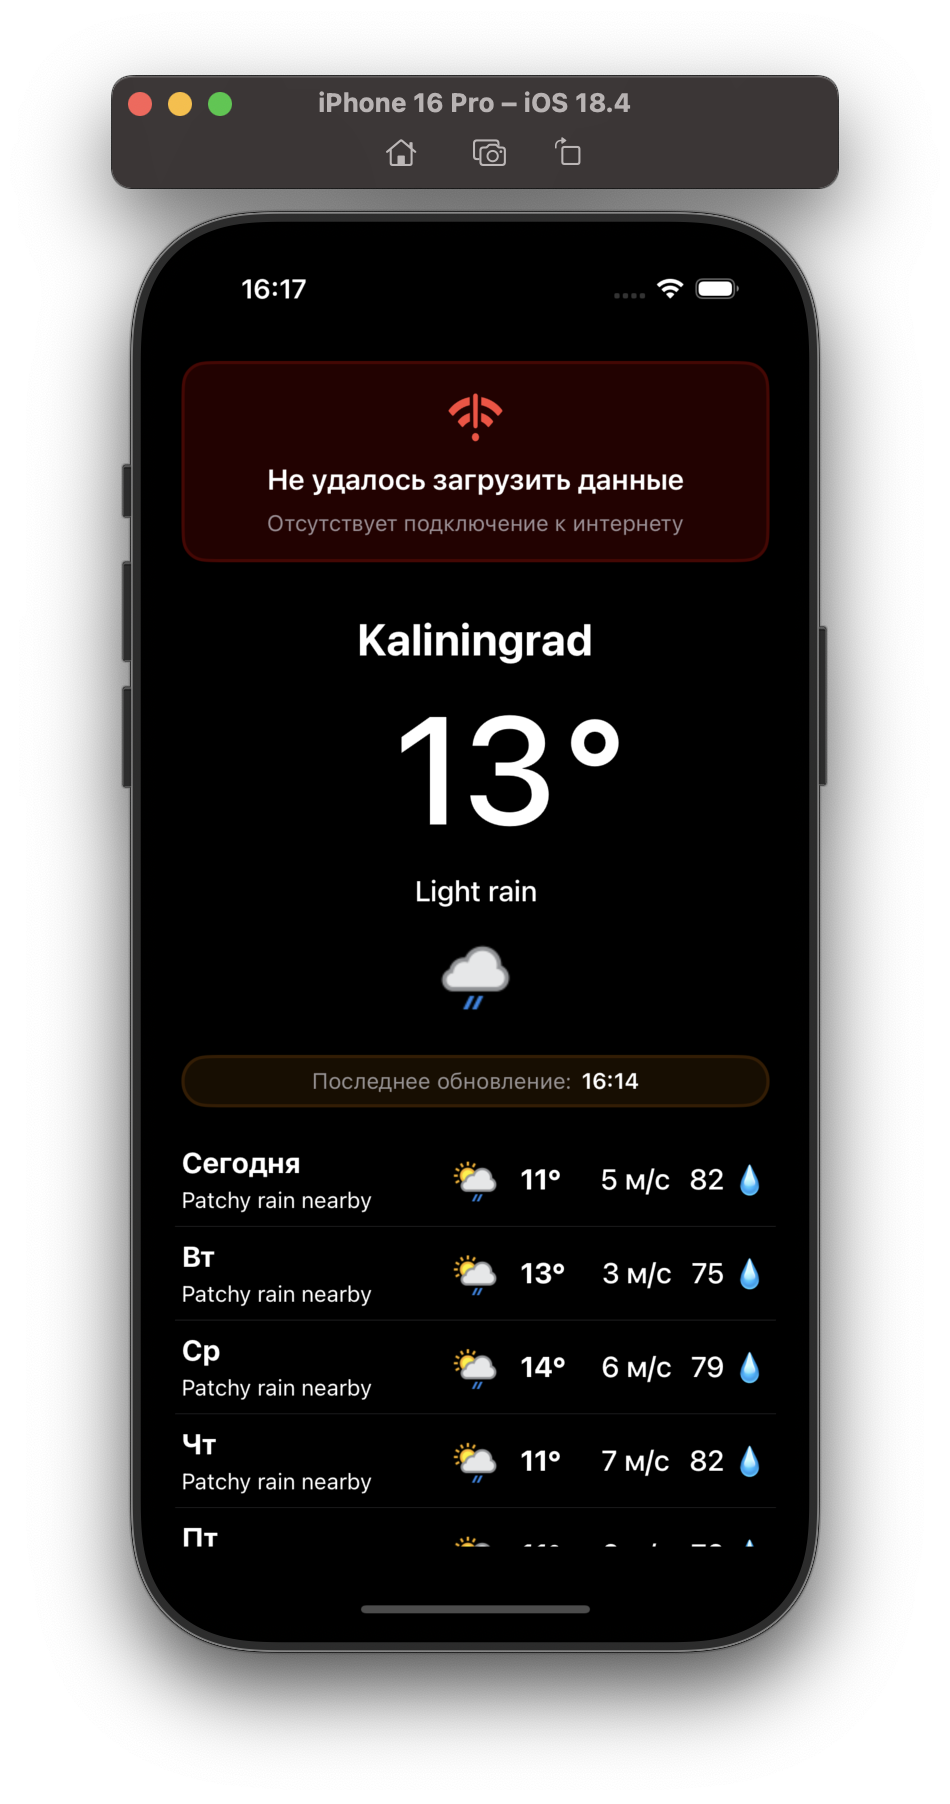 iPhone 16 Pro – iOS 18.4
16:17
Не удалось загрузить данные
Отсутствует подключение к интернету
Kaliningrad
13°
Light rain
Последнее обновление: 16:14
Сегодня
Patchy rain nearby
11° 5 м/с 82
Вт
Patchy rain nearby
13° 3 м/с 75
Ср
Patchy rain nearby
14° 6 м/с 79
Чт
Patchy rain nearby
11° 7 м/с 82
Пт